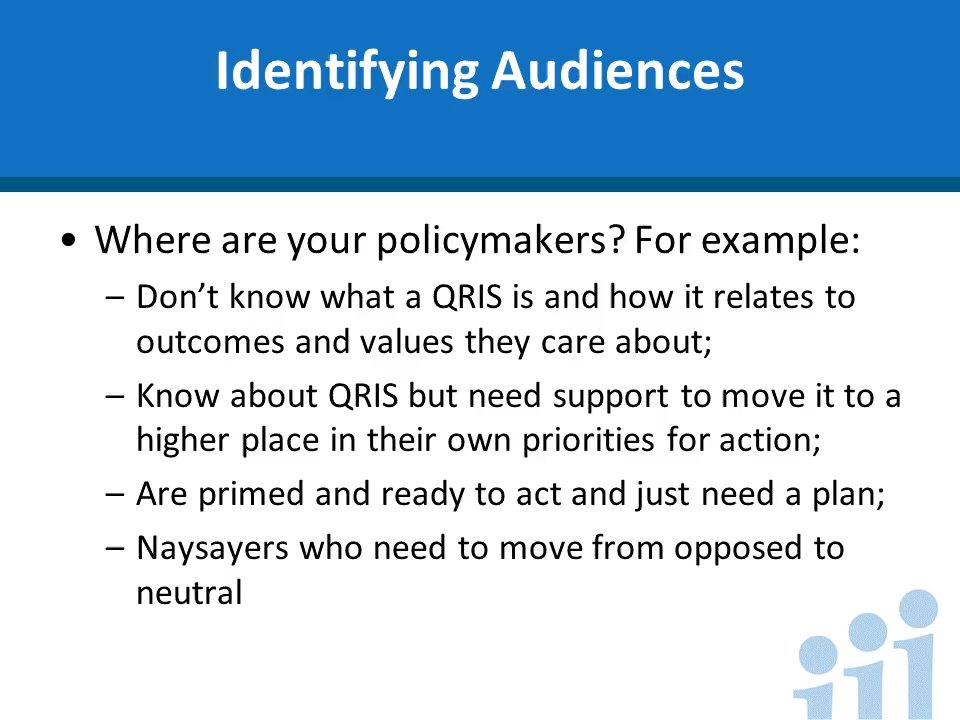 Identifying Audiences
• Where are your policymakers? For example:
– Don’t know what a QRIS is and how it relates to
outcomes and values they care about;
– Know about QRIS but need support to move it to a
higher place in their own priorities for action;
– Are primed and ready to act and just need a plan;
– Naysayers who need to move from opposed to
neutral